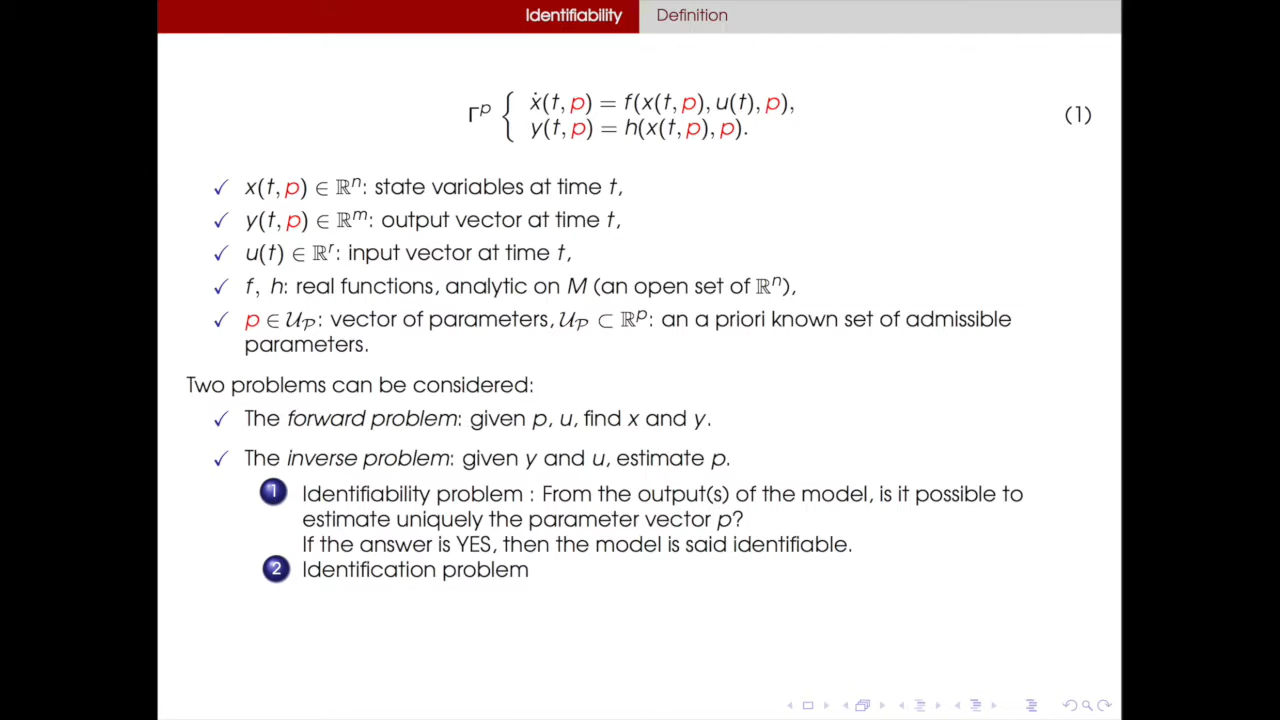 Identifiability Definition
Γᵖ { ẋ(t, p) = f(x(t, p), u(t), p),
y(t, p) = h(x(t, p), p). (1)
✓ x(t, p) ∈ ℝⁿ: state variables at time t,
✓ y(t, p) ∈ ℝᵐ: output vector at time t,
✓ u(t) ∈ ℝʳ: input vector at time t,
✓ f, h: real functions, analytic on M (an open set of ℝⁿ),
✓ p ∈ 𝒰_𝒫: vector of parameters, 𝒰_𝒫 ⊂ ℝᵖ: an a priori known set of admissible
parameters.
Two problems can be considered:
✓ The forward problem: given p, u, find x and y.
✓ The inverse problem: given y and u, estimate p.
1 Identifiability problem : From the output(s) of the model, is it possible to
estimate uniquely the parameter vector p?
If the answer is YES, then the model is said identifiable.
2 Identification problem